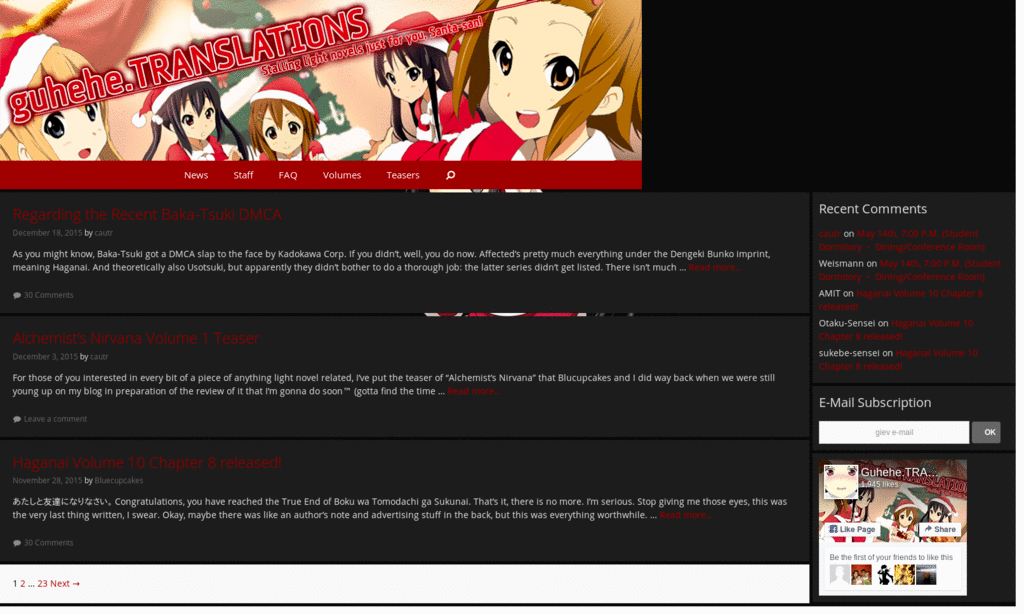 guhehe.TRANSLATIONS
Stalling light novels just for you, Santa-san!
News Staff FAQ Volumes Teasers
Regarding the Recent Baka-Tsuki DMCA
December 18, 2015 by cautr
As you might know, Baka-Tsuki got a DMCA slap to the face by Kadokawa Corp. If you didn't, well, you do now. Affected's pretty much everything under the Dengeki Bunko imprint,
meaning Haganai. And theoretically also Usotsuki, but apparently they didn't bother to do a thorough job: the latter series didn't get listed. There isn't much ... Read more...
30 Comments
Alchemist's Nirvana Volume 1 Teaser
December 3, 2015 by cautr
For those of you interested in every bit of a piece of anything light novel related, I've put the teaser of “Alchemist's Nirvana” that Blucupcakes and I did way back when we were still
young up on my blog in preparation of the review of it that I'm gonna do soon™ (gotta find the time ... Read more...
Leave a comment
Haganai Volume 10 Chapter 8 released!
November 28, 2015 by Bluecupcakes
あたしと友達になりなさい。Congratulations, you have reached the True End of Boku wa Tomodachi ga Sukunai. That's it, there is no more. I'm serious. Stop giving me those eyes, this was
the very last thing written, I swear. Okay, maybe there was like an author's note and advertising stuff in the back, but this was everything worthwhile. ... Read more...
30 Comments
1 2 ... 23 Next →
Recent Comments
cautr on May 14th, 7:00 P.M. (Student
Dormitory ・ Dining/Conference Room)
Weismann on May 14th, 7:00 P.M. (Student
Dormitory ・ Dining/Conference Room)
AMIT on Haganai Volume 10 Chapter 8
released!
Otaku-Sensei on Haganai Volume 10
Chapter 8 released!
sukebe-sensei on Haganai Volume 10
Chapter 8 released!
E-Mail Subscription
giev e-mail OK
Guhehe.TRA...
1,945 likes
Like Page Share
Be the first of your friends to like this